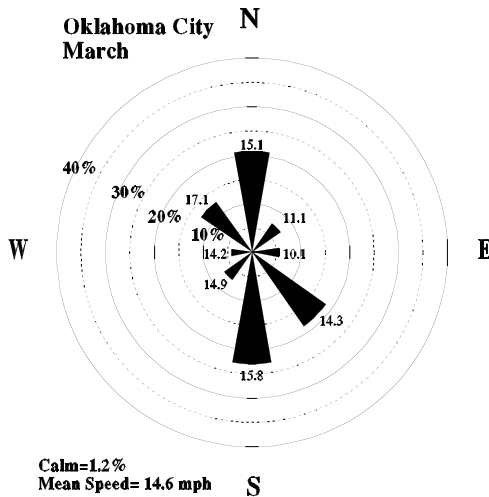 Oklahoma City
March
N
40%
30%
20%
10%
15.1
17.1
11.1
W
14.2
10.1
E
14.9
14.3
15.8
Calm=1.2%
Mean Speed= 14.6 mph
S